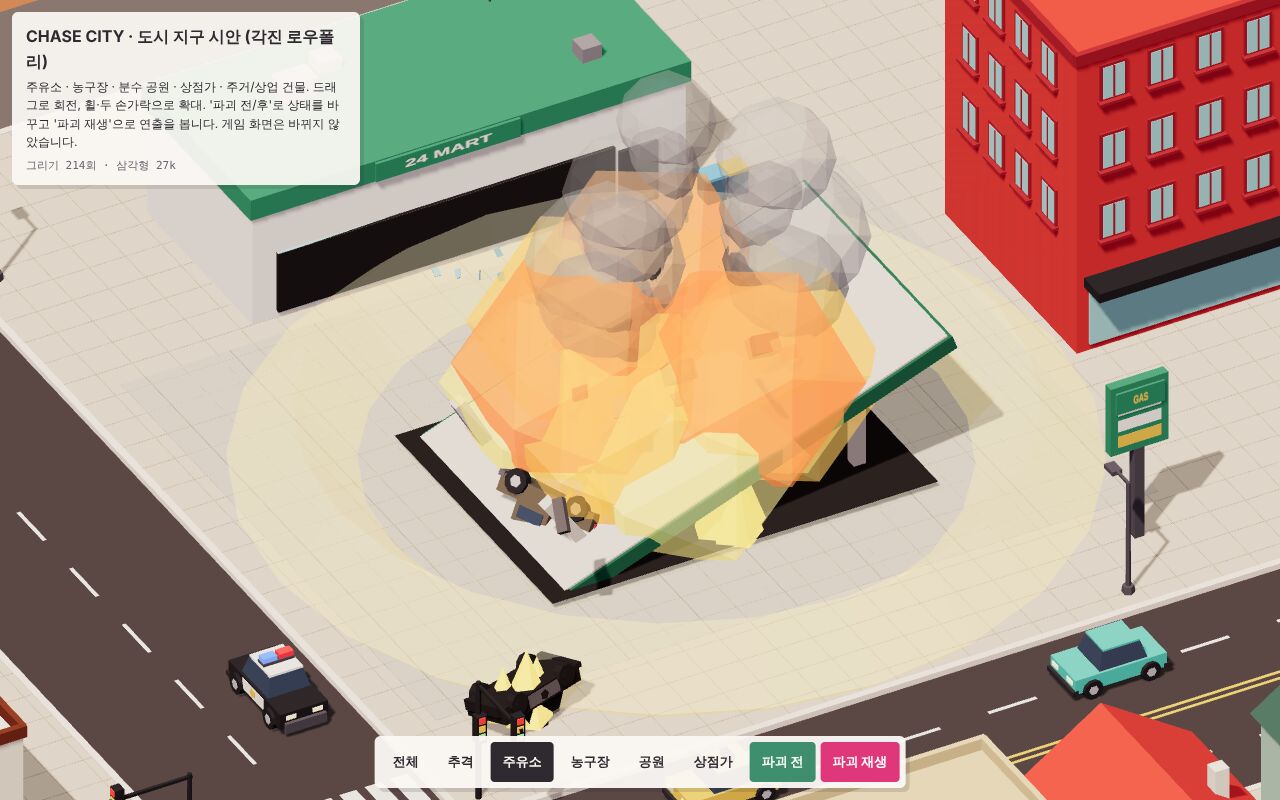 CHASE CITY · 도시 지구 시안 (각진 로우폴
리)
주유소 · 농구장 · 분수 공원 · 상점가 · 주거/상업 건물. 드래
그로 회전, 휠·두 손가락으로 확대. '파괴 전/후'로 상태를 바
꾸고 '파괴 재생'으로 연출을 봅니다. 게임 화면은 바뀌지 않
았습니다.
그리기 214회 · 삼각형 27k
24 MART
GAS
전체 추격 주유소 농구장 공원 상점가 파괴 전 파괴 재생